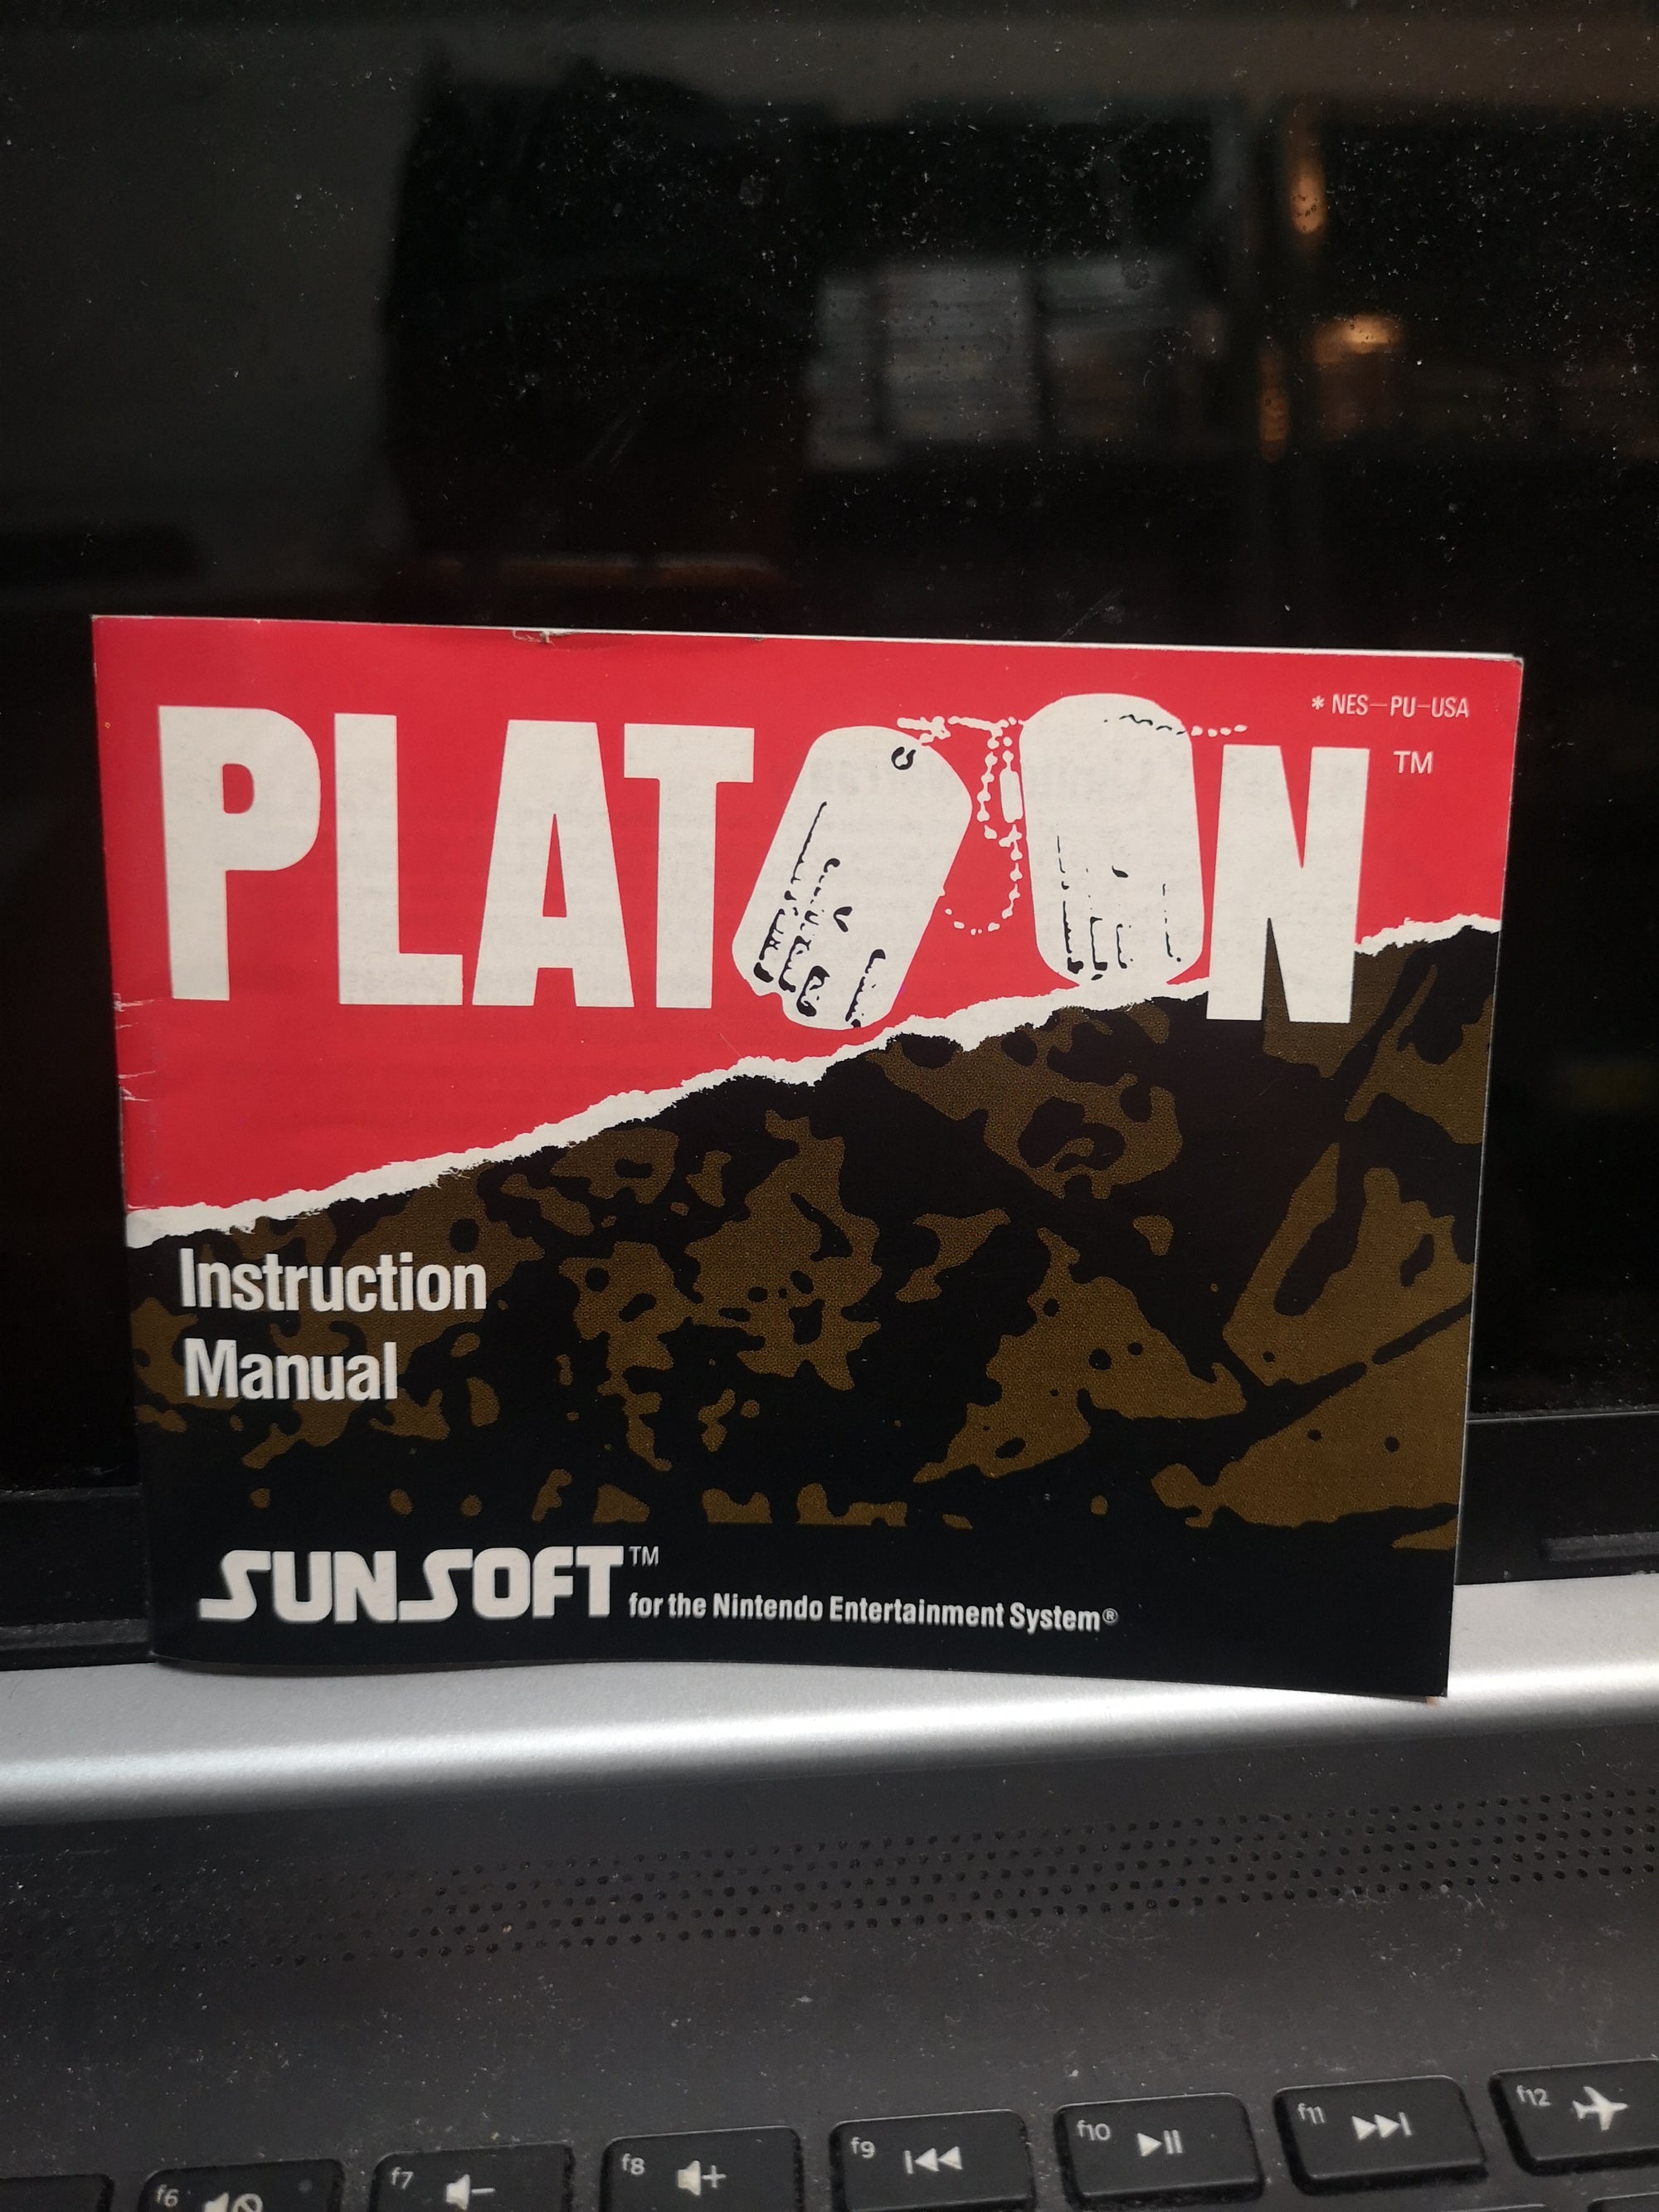 * NES-PU-USA
PLATOON™
Instruction
Manual
SUNSOFT™ for the Nintendo Entertainment System®
f6
f7
f8
f9
f10
f11
f12